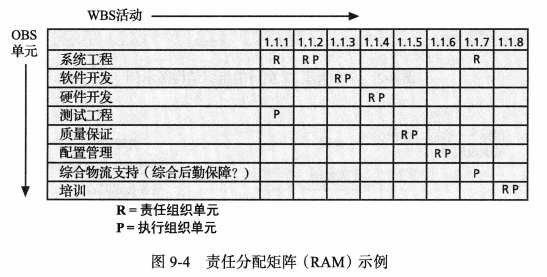 WBS活动
OBS
单元
1.1.1 1.1.2 1.1.3 1.1.4 1.1.5 1.1.6 1.1.7 1.1.8
系统工程 R R P R
软件开发 R P
硬件开发 R P
测试工程 P
质量保证 R P
配置管理 R P
综合物流支持（综合后勤保障？） P
培训 R P
R = 责任组织单元
P = 执行组织单元
图 9-4 责任分配矩阵（RAM）示例